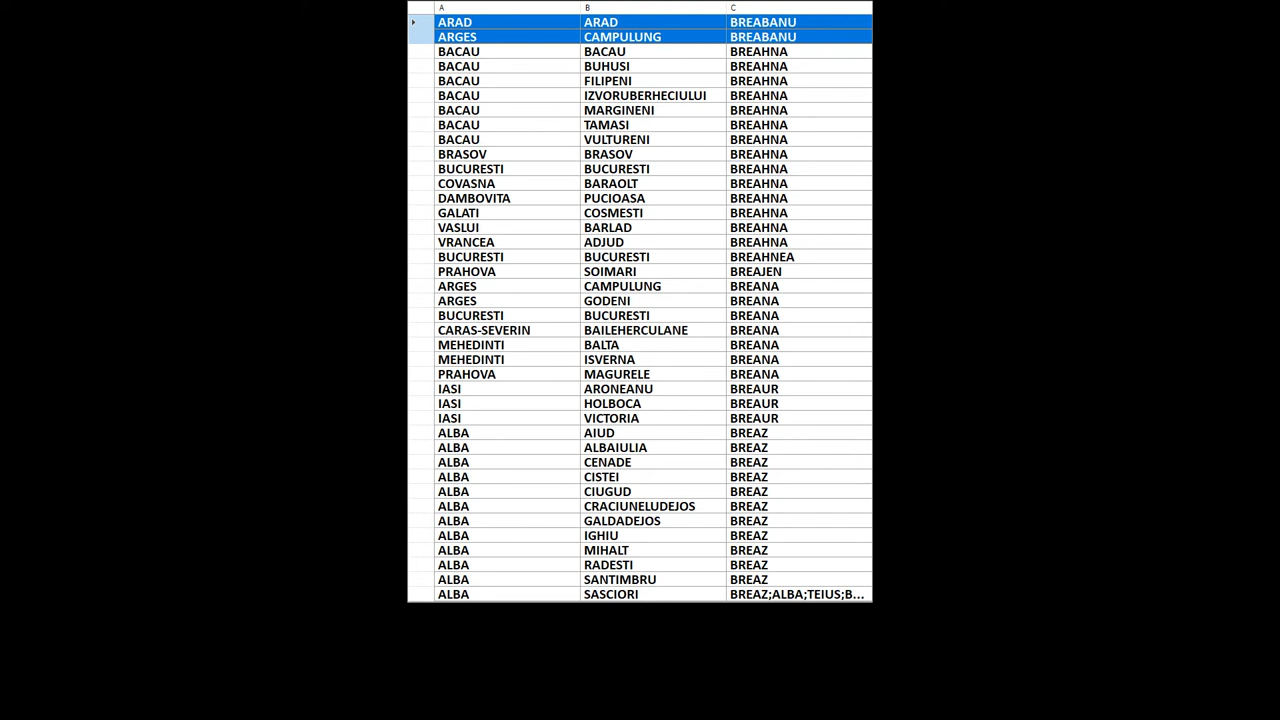 A B C
ARAD ARAD BREABANU
ARGES CAMPULUNG BREABANU
BACAU BACAU BREAHNA
BACAU BUHUSI BREAHNA
BACAU FILIPENI BREAHNA
BACAU IZVORUBERHECIULUI BREAHNA
BACAU MARGINENI BREAHNA
BACAU TAMASI BREAHNA
BACAU VULTURENI BREAHNA
BRASOV BRASOV BREAHNA
BUCURESTI BUCURESTI BREAHNA
COVASNA BARAOLT BREAHNA
DAMBOVITA PUCIOASA BREAHNA
GALATI COSMESTI BREAHNA
VASLUI BARLAD BREAHNA
VRANCEA ADJUD BREAHNA
BUCURESTI BUCURESTI BREAHNEA
PRAHOVA SOIMARI BREAJEN
ARGES CAMPULUNG BREANA
ARGES GODENI BREANA
BUCURESTI BUCURESTI BREANA
CARAS-SEVERIN BAILEHERCULANE BREANA
MEHEDINTI BALTA BREANA
MEHEDINTI ISVERNA BREANA
PRAHOVA MAGURELE BREANA
IASI ARONEANU BREAUR
IASI HOLBOCA BREAUR
IASI VICTORIA BREAUR
ALBA AIUD BREAZ
ALBA ALBAIULIA BREAZ
ALBA CENADE BREAZ
ALBA CISTEI BREAZ
ALBA CIUGUD BREAZ
ALBA CRACIUNELUDEJOS BREAZ
ALBA GALDADEJOS BREAZ
ALBA IGHIU BREAZ
ALBA MIHALT BREAZ
ALBA RADESTI BREAZ
ALBA SANTIMBRU BREAZ
ALBA SASCIORI BREAZ;ALBA;TEIUS;B...